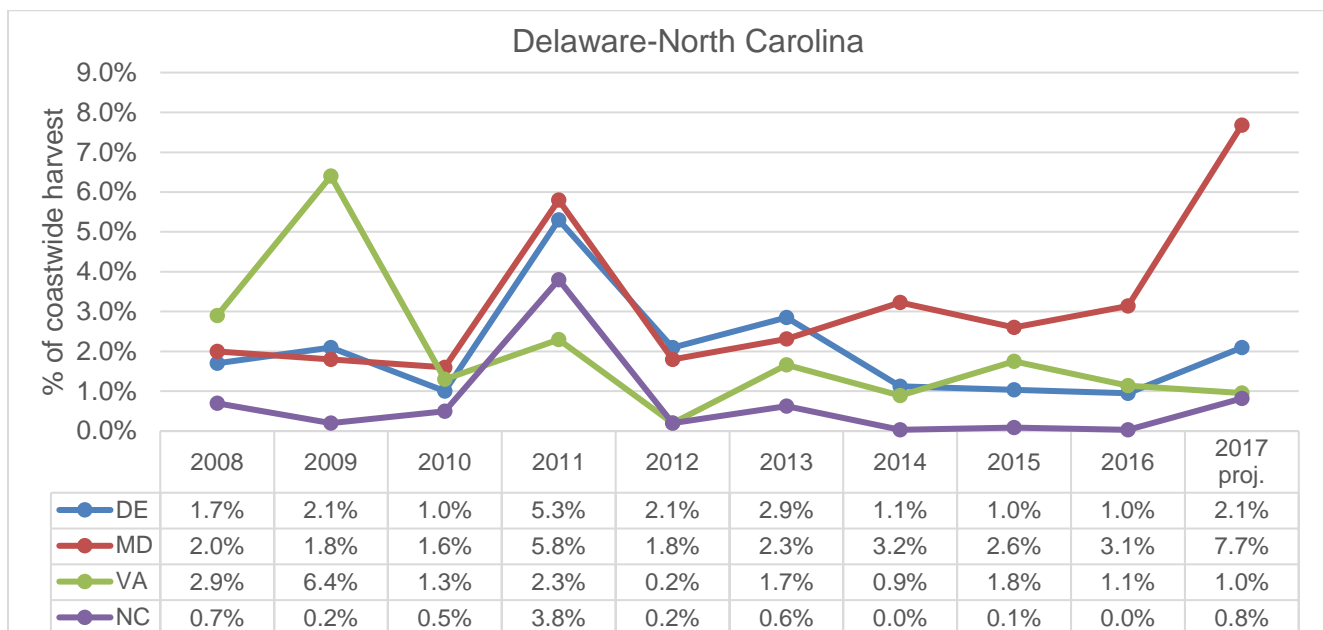 Delaware-North Carolina
% of coastwide harvest
9.0%
8.0%
7.0%
6.0%
5.0%
4.0%
3.0%
2.0%
1.0%
0.0%
2008 2009 2010 2011 2012 2013 2014 2015 2016 2017 proj.
DE 1.7% 2.1% 1.0% 5.3% 2.1% 2.9% 1.1% 1.0% 1.0% 2.1%
MD 2.0% 1.8% 1.6% 5.8% 1.8% 2.3% 3.2% 2.6% 3.1% 7.7%
VA 2.9% 6.4% 1.3% 2.3% 0.2% 1.7% 0.9% 1.8% 1.1% 1.0%
NC 0.7% 0.2% 0.5% 3.8% 0.2% 0.6% 0.0% 0.1% 0.0% 0.8%